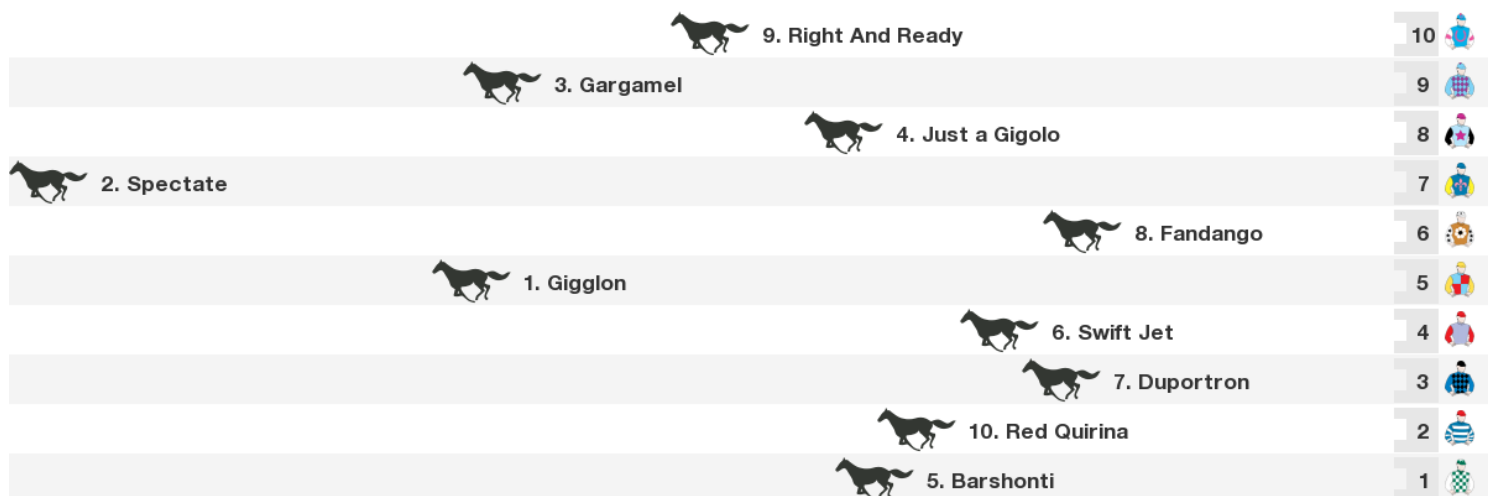 9. Right And Ready 10
3. Gargamel 9
4. Just a Gigolo 8
2. Spectate 7
8. Fandango 6
1. Gigglon 5
6. Swift Jet 4
7. Duportron 3
10. Red Quirina 2
5. Barshonti 1